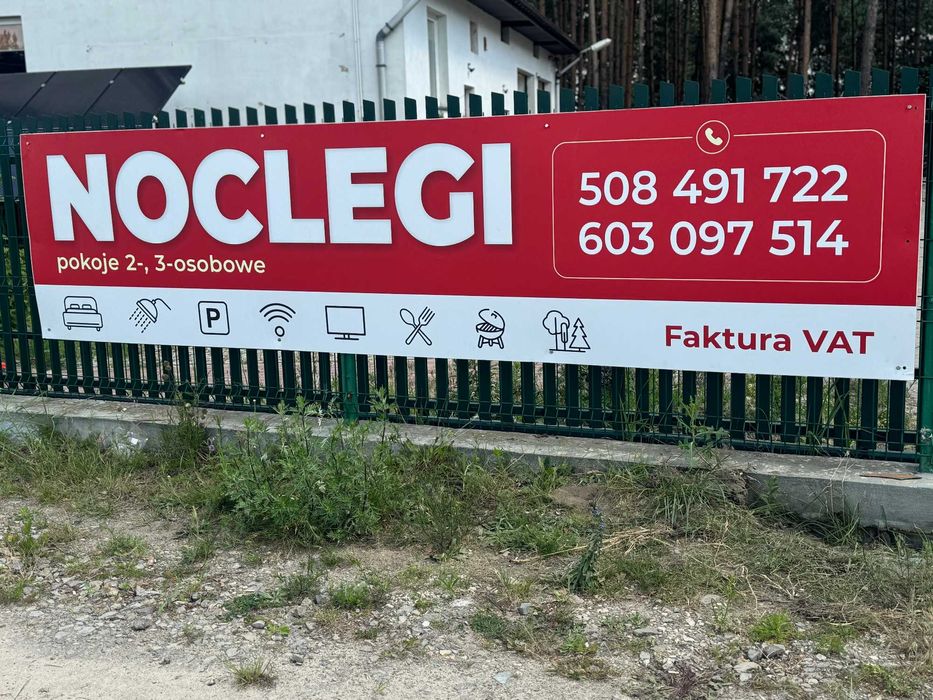 NOCLEGI
pokoje 2-, 3-osobowe
508 491 722
603 097 514
P
Faktura VAT